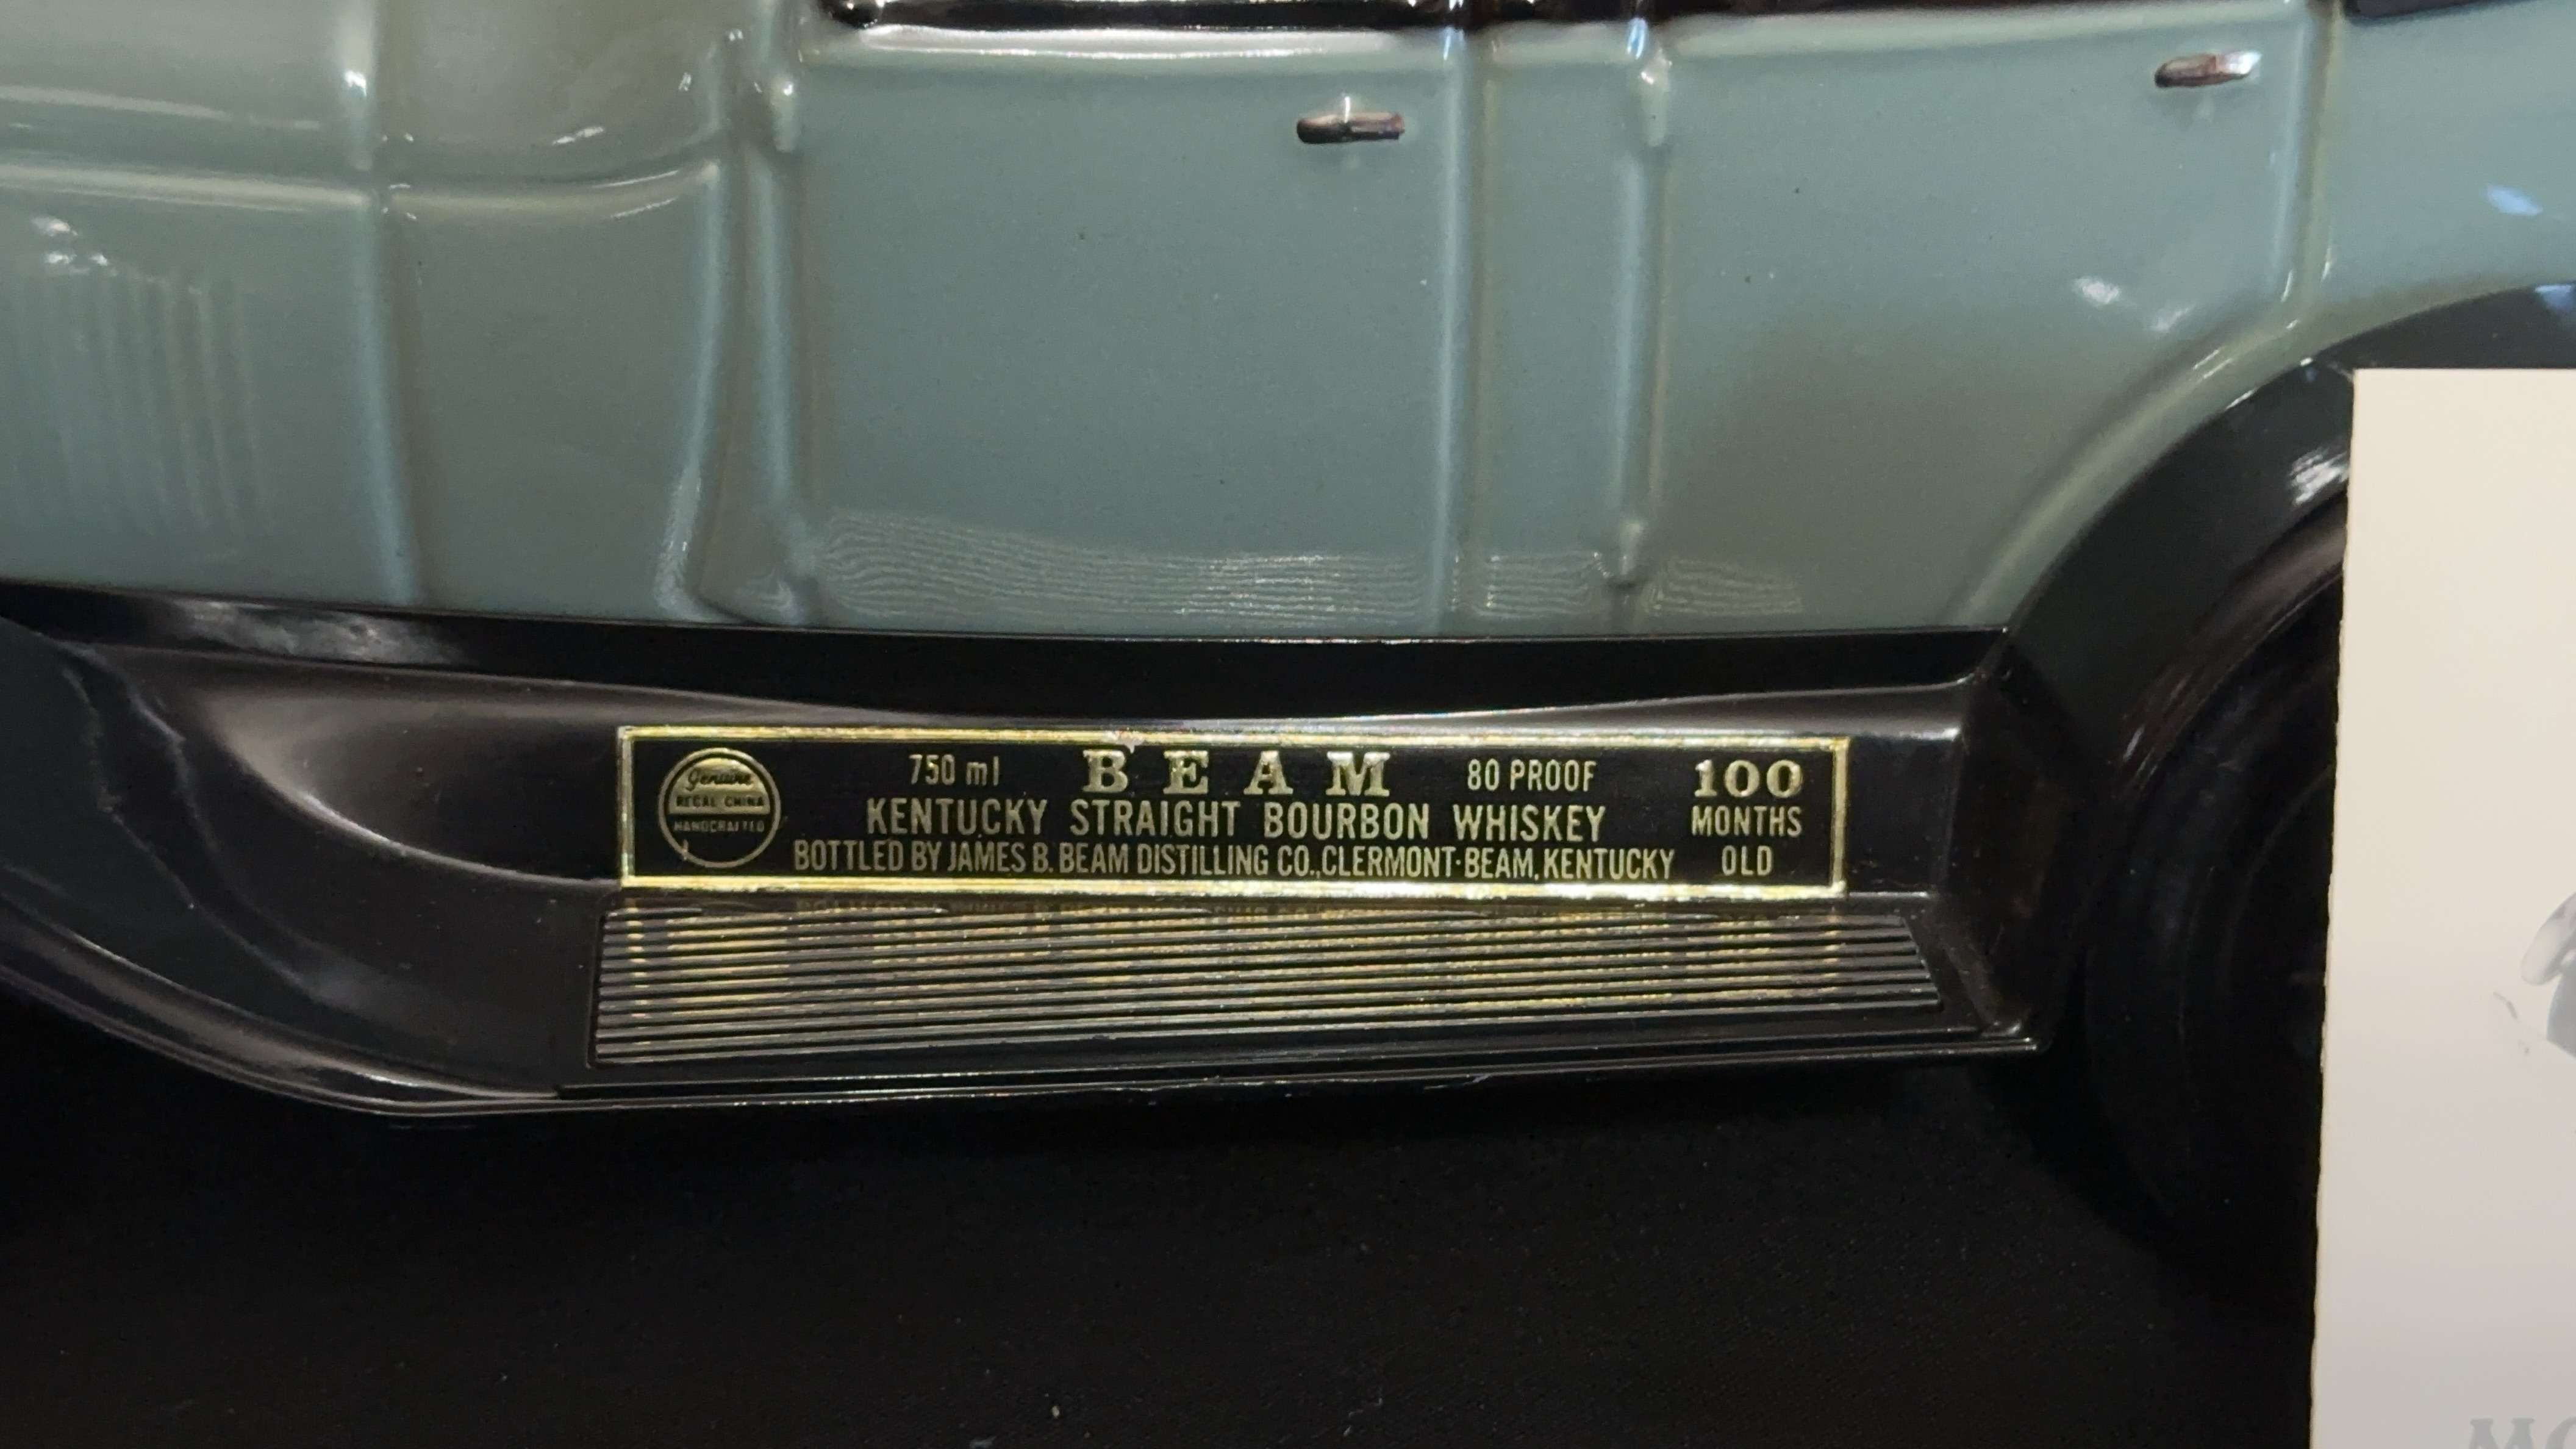 Genuine
REGAL CHINA
HANDCRAFTED
750 ml BEAM 80 PROOF
KENTUCKY STRAIGHT BOURBON WHISKEY
BOTTLED BY JAMES B. BEAM DISTILLING CO., CLERMONT·BEAM, KENTUCKY
100
MONTHS
OLD